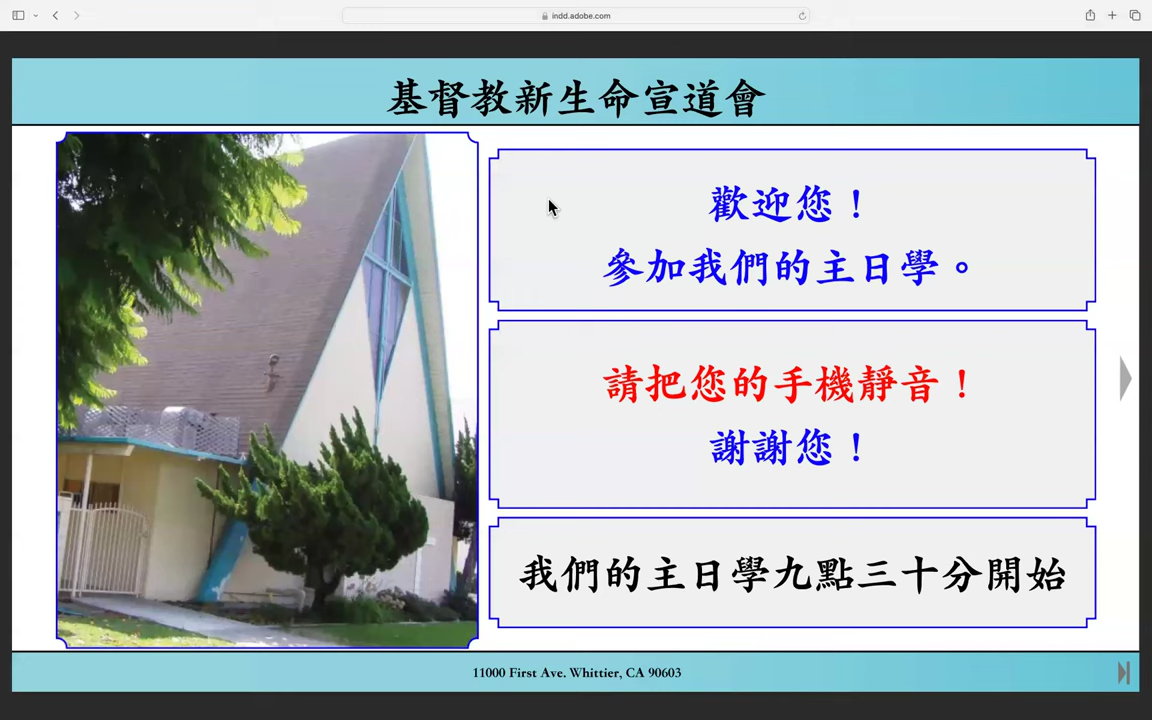 indd.adobe.com
基督教新生命宣道會
歡迎您！
參加我們的主日學。
請把您的手機靜音！
謝謝您！
我們的主日學九點三十分開始
11000 First Ave. Whittier, CA 90603